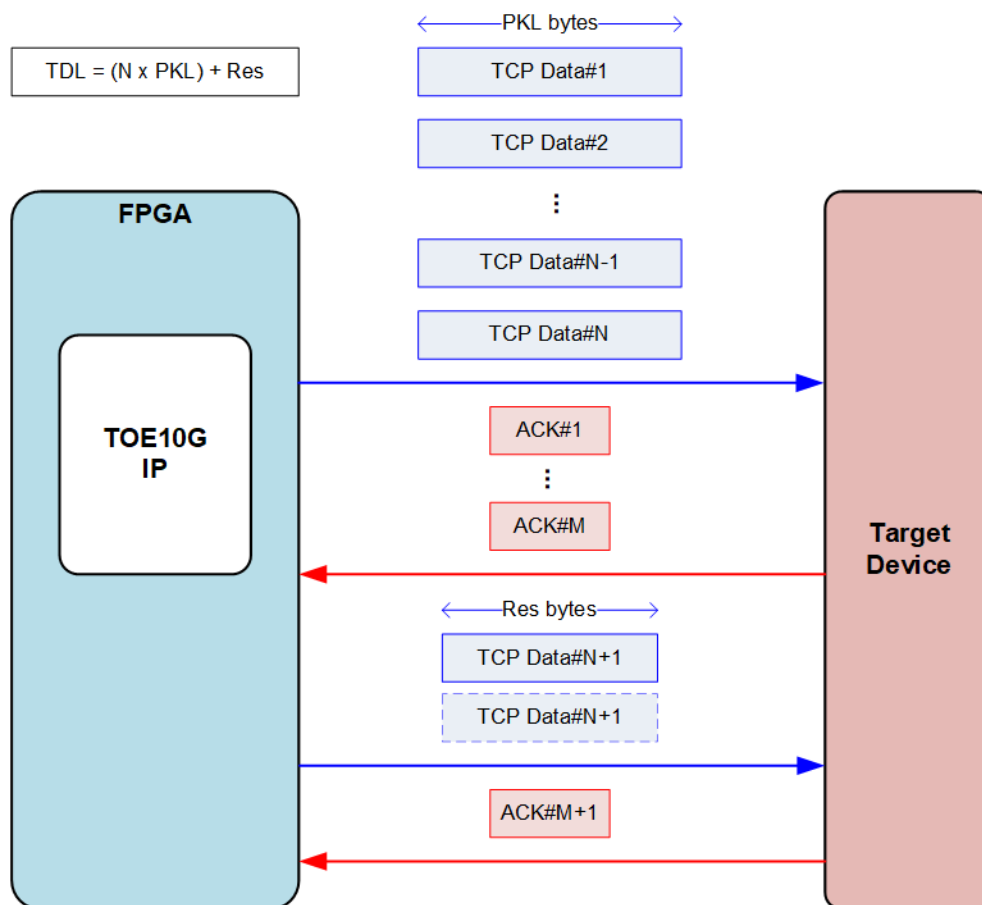 PKL bytes
TDL = (N x PKL) + Res
TCP Data#1
TCP Data#2
FPGA
TCP Data#N-1
TCP Data#N
TOE10G
IP
ACK#1
ACK#M
Target
Device
Res bytes
TCP Data#N+1
TCP Data#N+1
ACK#M+1